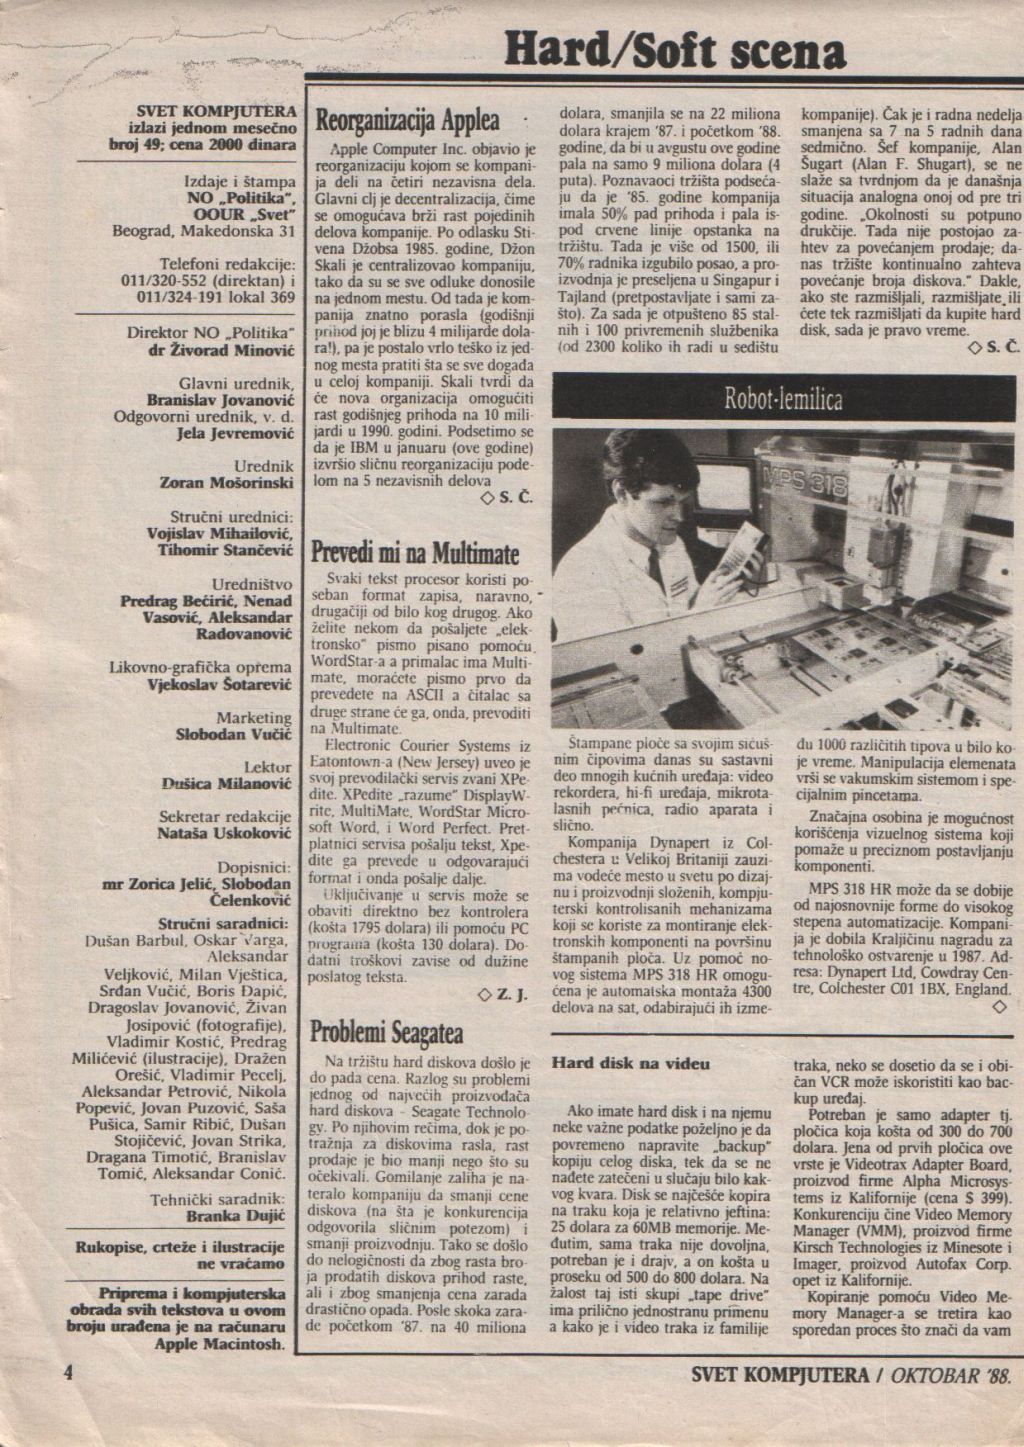 Hard/Soft scena
SVET KOMPJUTERA
izlazi jednom mesečno
broj 49; cena 2000 dinara
Izdaje i štampa
NO „Politika",
OOUR „Svet"
Beograd, Makedonska 31
Telefoni redakcije:
011/320-552 (direktan) i
011/324-191 lokal 369
Direktor NO „Politika"
dr Živorad Minović
Glavni urednik,
Branislav Jovanović
Odgovorni urednik, v. d.
Jela Jevremović
Urednik
Zoran Mošorinski
Stručni urednici:
Vojislav Mihailović,
Tihomir Stančević
Uredništvo
Predrag Bećirić, Nenad
Vasović, Aleksandar
Radovanović
Likovno-grafička oprema
Vjekoslav Šotarević
Marketing
Slobodan Vučić
Lektor
Dušica Milanović
Sekretar redakcije
Nataša Uskoković
Dopisnici:
mr Zorica Jelić, Slobodan
Čelenković
Stručni saradnici:
Dušan Barbul, Oskar Varga,
Aleksandar
Veljković, Milan Vještica,
Srđan Vučić, Boris Đapić,
Dragoslav Jovanović, Živan
Josipović (fotografije),
Vladimir Kostić, Predrag
Milićević (ilustracije), Dražen
Orešić, Vladimir Pecelj,
Aleksandar Petrović, Nikola
Popević, Jovan Puzović, Saša
Pušica, Samir Ribić, Dušan
Stojičević, Jovan Strika,
Dragana Timotić, Branislav
Tomić, Aleksandar Conić.
Tehnički saradnik:
Branka Dujić
Rukopise, crteže i ilustracije
ne vraćamo
Priprema i kompjuterska
obrada svih tekstova u ovom
broju urađena je na računaru
Apple Macintosh.
Reorganizacija Applea
Apple Computer Inc. objavio je
reorganizaciju kojom se kompani-
ja deli na četiri nezavisna dela.
Glavni clj je decentralizacija, čime
se omogućava brži rast pojedinih
delova kompanije. Po odlasku Sti-
vena Džobsa 1985. godine, Džon
Skali je centralizovao kompaniju,
tako da su se sve odluke donosile
na jednom mestu. Od tada je kom-
panija znatno porasla (godišnji
prihod joj je blizu 4 milijarde dola-
ra!), pa je postalo vrlo teško iz jed-
nog mesta pratiti šta se sve događa
u celoj kompaniji. Skali tvrdi da
će nova organizacija omogućiti
rast godišnjeg prihoda na 10 mili-
jardi u 1990. godini. Podsetimo se
da je IBM u januaru (ove godine)
izvršio sličnu reorganizaciju pode-
lom na 5 nezavisnih delova
◇ S. Č.
Prevedi mi na Multimate
Svaki tekst procesor koristi po-
seban format zapisa, naravno,
drugačiji od bilo kog drugog. Ako
želite nekom da pošaljete „elek-
tronsko" pismo pisano pomoću
WordStar-a a primalac ima Multi-
mate, moraćete pismo prvo da
prevedete na ASCII a čitalac sa
druge strane će ga, onda, prevoditi
na Multimate.
Electronic Courier Systems iz
Eatontown-a (New Jersey) uveo je
svoj prevodilački servis zvani XPe-
dite. XPedite „razume" DisplayW-
rite, MultiMate, WordStar Micro-
soft Word, i Word Perfect. Pret-
platnici servisa pošalju tekst, Xpe-
dite ga prevede u odgovarajući
format i onda pošalje dalje.
Uključivanje u servis može se
obaviti direktno bez kontrolera
(košta 1795 dolara) ili pomoću PC
programa (košta 130 dolara). Do-
datni troškovi zavise od dužine
poslatog teksta.
◇ Z. J.
Problemi Seagatea
Na tržištu hard diskova došlo je
do pada cena. Razlog su problemi
jednog od najvećih proizvođača
hard diskova - Seagate Technolo-
gy. Po njihovim rečima, dok je po-
tražnja za diskovima rasla, rast
prodaje je bio manji nego što su
očekivali. Gomilanje zaliha je na-
teralo kompaniju da smanji cene
diskova (na šta je konkurencija
odgovorila sličnim potezom) i
smanji proizvodnju. Tako se došlo
do nelogičnosti da zbog rasta bro-
ja prodatih diskova prihod raste,
ali i zbog smanjenja cena zarada
drastično opada. Posle skoka zara-
de početkom '87. na 40 miliona
dolara, smanjila se na 22 miliona
dolara krajem '87. i početkom '88.
godine, da bi u avgustu ove godine
pala na samo 9 miliona dolara (4
puta). Poznavaoci tržišta podseća-
ju da je '85. godine kompanija
imala 50% pad prihoda i pala is-
pod crvene linije opstanka na
tržištu. Tada je više od 1500, ili
70% radnika izgubilo posao, a pro-
izvodnja je preseljena u Singapur i
Tajland (pretpostavljate i sami za-
što). Za sada je otpušteno 85 stal-
nih i 100 privremenih službenika
(od 2300 koliko ih radi u sedištu
kompanije). Čak je i radna nedelja
smanjena sa 7 na 5 radnih dana
sedmično. Šef kompanije, Alan
Šugart (Alan F. Shugart), se ne
slaže sa tvrdnjom da je današnja
situacija analogna onoj od pre tri
godine. „Okolnosti su potpuno
drukčije. Tada nije postojao za-
htev za povećanjem prodaje; da-
nas tržište kontinualno zahteva
povećanje broja diskova." Dakle,
ako ste razmišljali, razmišljate ili
ćete tek razmišljati da kupite hard
disk, sada je pravo vreme.
◇ S. Č.
Robot-lemilica
MPS 318
Štampane ploče sa svojim sićuš-
nim čipovima danas su sastavni
deo mnogih kućnih uređaja: video
rekordera, hi-fi uređaja, mikrota-
lasnih pećnica, radio aparata i
slično.
Kompanija Dynapert iz Col-
chestera u Velikoj Britaniji zauzi-
ma vodeće mesto u svetu po dizaj-
nu i proizvodnji složenih, kompju-
terski kontrolisanih mehanizama
koji se koriste za montiranje elek-
tronskih komponenti na površinu
štampanih ploča. Uz pomoć no-
vog sistema MPS 318 HR omogu-
ćena je automatska montaža 4300
delova na sat, odabirajući ih izme-
đu 1000 različitih tipova u bilo ko-
je vreme. Manipulacija elemenata
vrši se vakumskim sistemom i spe-
cijalnim pincetama.
Značajna osobina je mogućnost
korišćenja vizuelnog sistema koji
pomaže u preciznom postavljanju
komponenti.
MPS 318 HR može da se dobije
od najosnovnije forme do visokog
stepena automatizacije. Kompani-
ja je dobila Kraljičinu nagradu za
tehnološko ostvarenje u 1987. Ad-
resa: Dynapert Ltd, Cowdray Cen-
tre, Colchester C01 1BX, England.
◇
Hard disk na videu
Ako imate hard disk i na njemu
neke važne podatke poželjno je da
povremeno napravite „backup"
kopiju celog diska, tek da se ne
nađete zatečeni u slučaju bilo kak-
vog kvara. Disk se najčešće kopira
na traku koja je relativno jeftina:
25 dolara za 60MB memorije. Me-
đutim, sama traka nije dovoljna,
potreban je i drajv, a on košta u
proseku od 500 do 800 dolara. Na
žalost taj isti skupi „tape drive"
ima prilično jednostranu primenu
a kako je i video traka iz familije
traka, neko se dosetio da se i obi-
čan VCR može iskoristiti kao bac-
kup uređaj.
Potreban je samo adapter tj.
pločica koja košta od 300 do 700
dolara. Jena od prvih pločica ove
vrste je Videotrax Adapter Board,
proizvod firme Alpha Microsys-
tems iz Kalifornije (cena $ 399).
Konkurenciju čine Video Memory
Manager (VMM), proizvod firme
Kirsch Technologies iz Minesote i
Imager, proizvod Autofax Corp.
opet iz Kalifornije.
Kopiranje pomoću Video Me-
mory Manager-a se tretira kao
sporedan proces što znači da vam
4
SVET KOMPJUTERA / OKTOBAR '88.